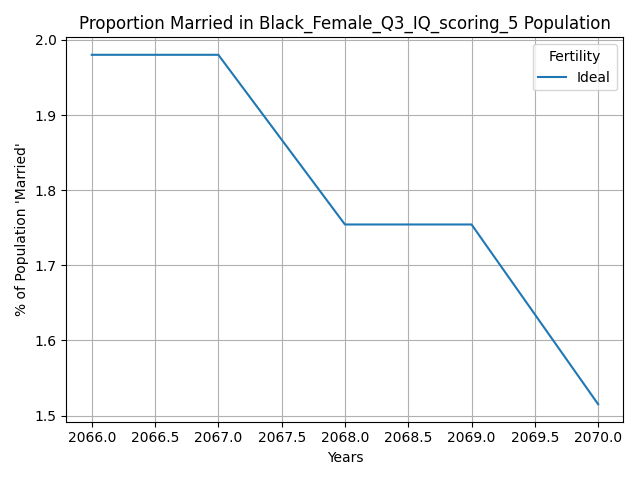 Proportion Married in Black_Female_Q3_IQ_scoring_5 Population
2.0
1.9
1.8
1.7
1.6
1.5
% of Population 'Married'
Fertility
Ideal
2066.0 2066.5 2067.0 2067.5 2068.0 2068.5 2069.0 2069.5 2070.0
Years